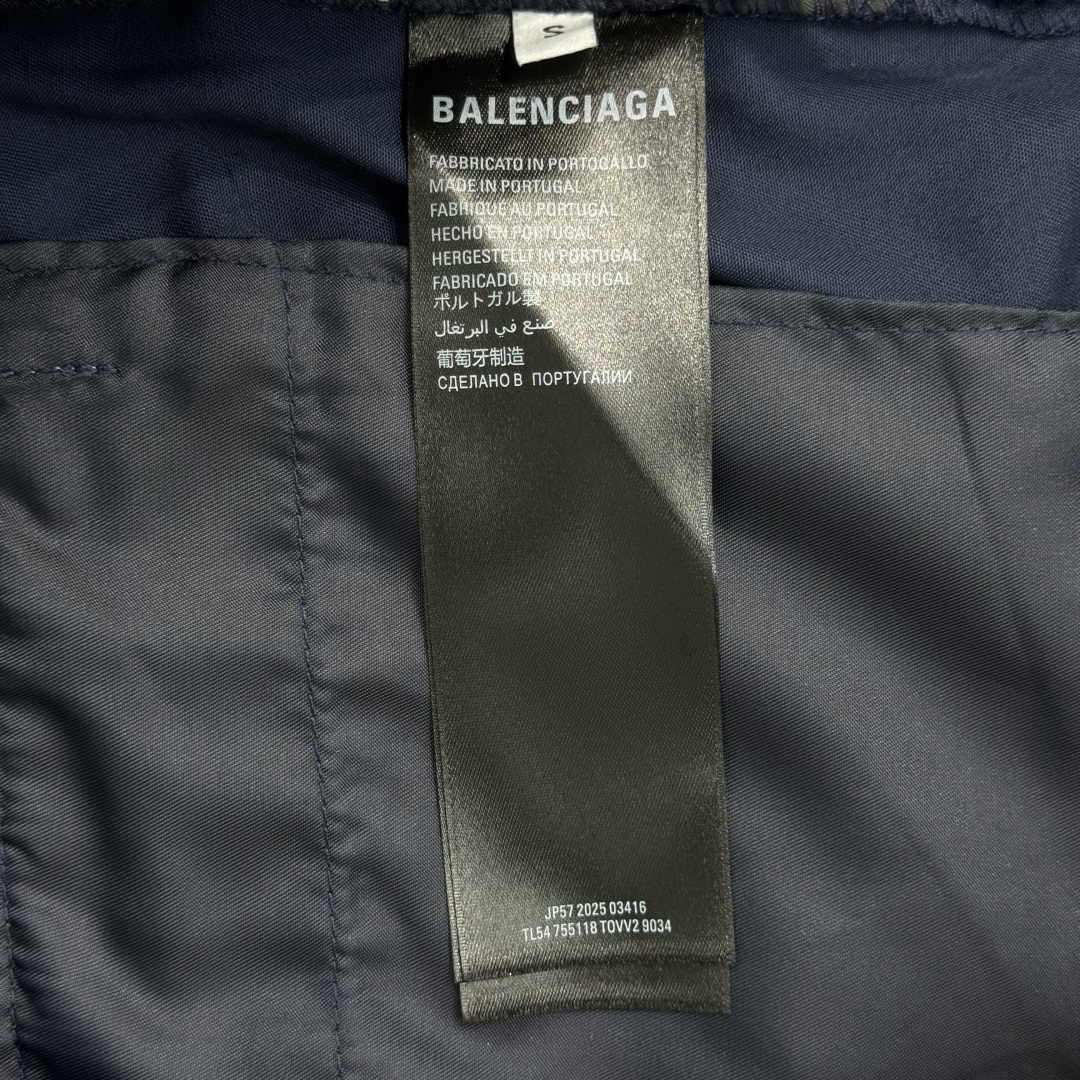 S
BALENCIAGA
FABBRICATO IN PORTOGALLO
MADE IN PORTUGAL
FABRIQUE AU PORTUGAL
HECHO EN PORTUGAL
HERGESTELLT IN PORTUGAL
FABRICADO EM PORTUGAL
ポルトガル製
صنع في البرتغال
葡萄牙制造
СДЕЛАНО В ПОРТУГАЛИИ
JP57 2025 03416
TL54 755118 TOVV2 9034